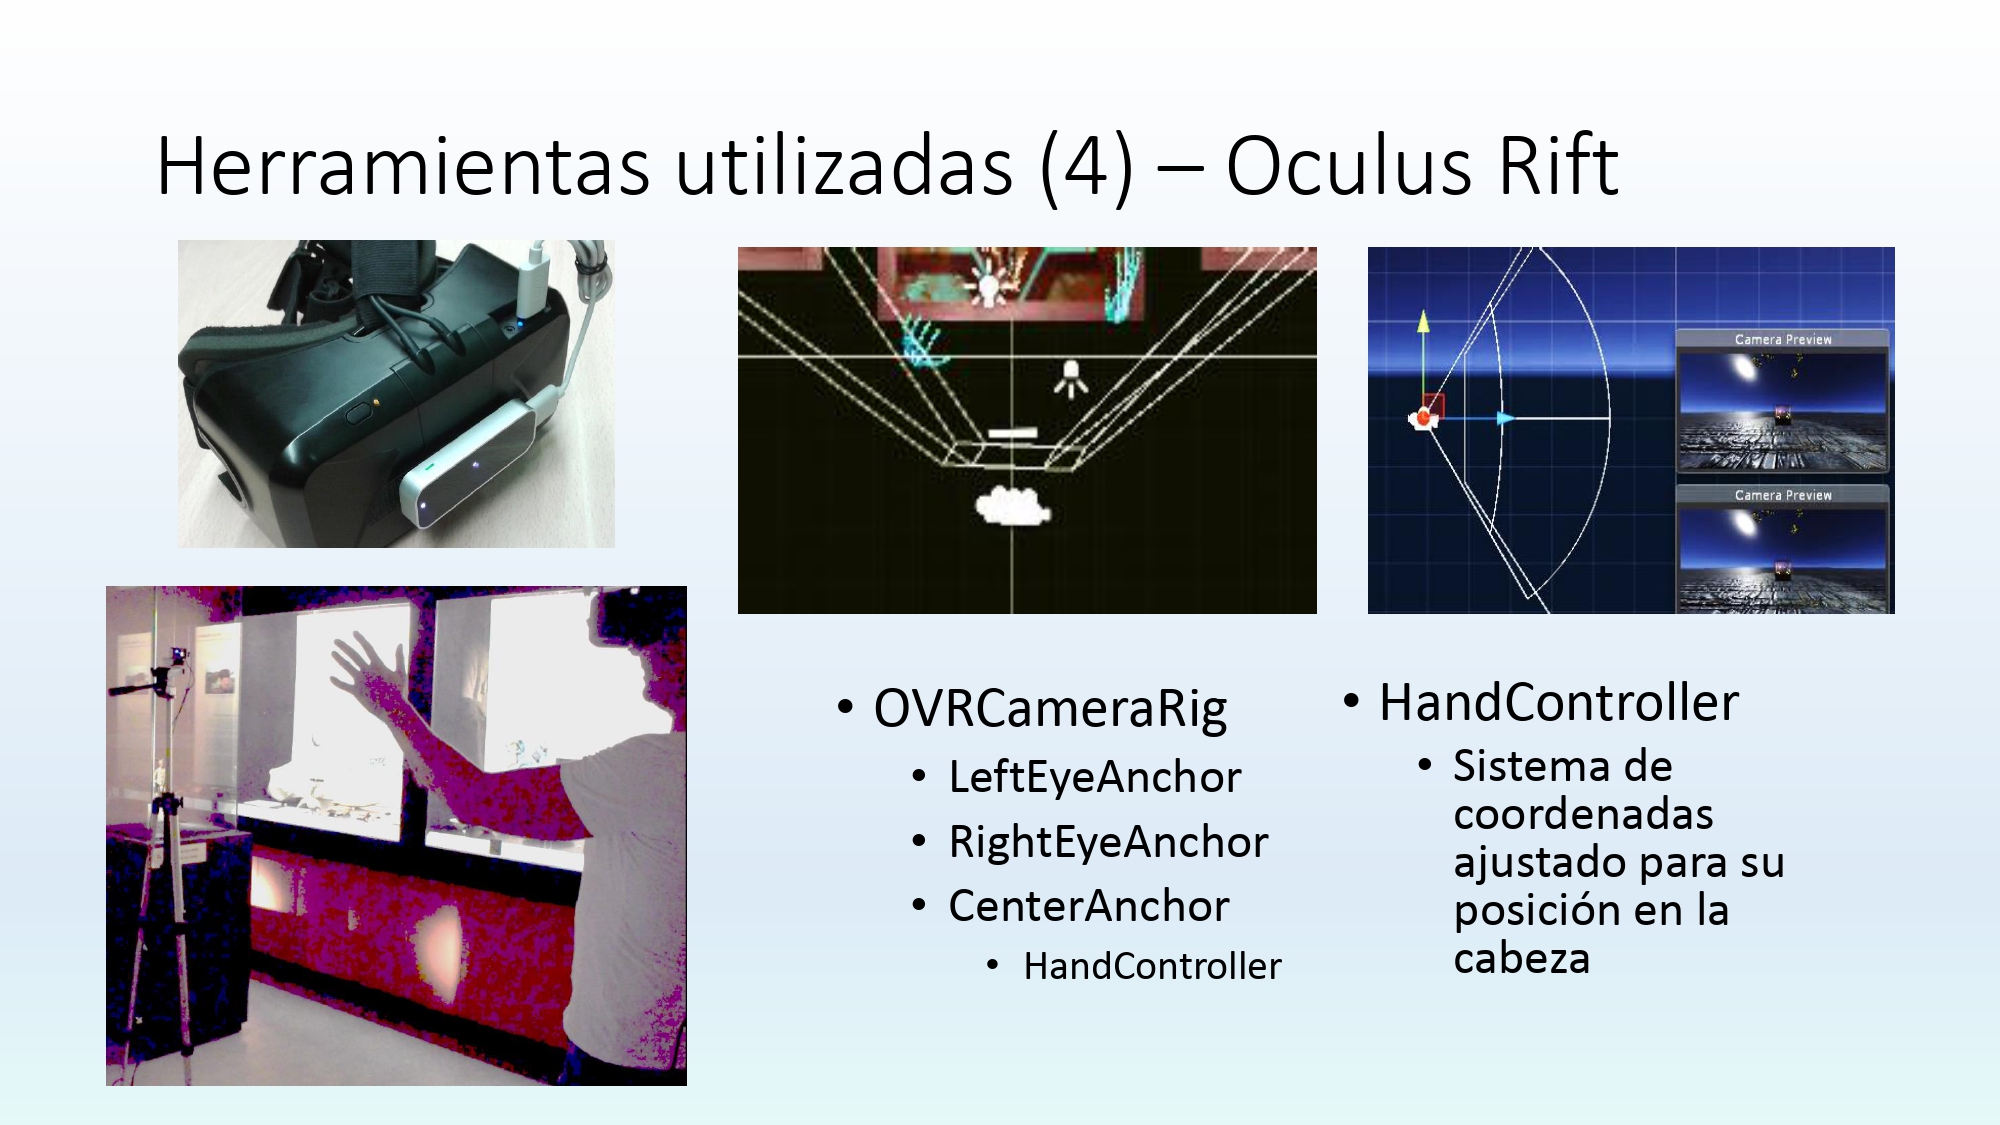 Herramientas utilizadas (4) – Oculus Rift
Camera Preview
Camera Preview
• OVRCameraRig
• LeftEyeAnchor
• RightEyeAnchor
• CenterAnchor
• HandController
• HandController
• Sistema de
coordenadas
ajustado para su
posición en la
cabeza